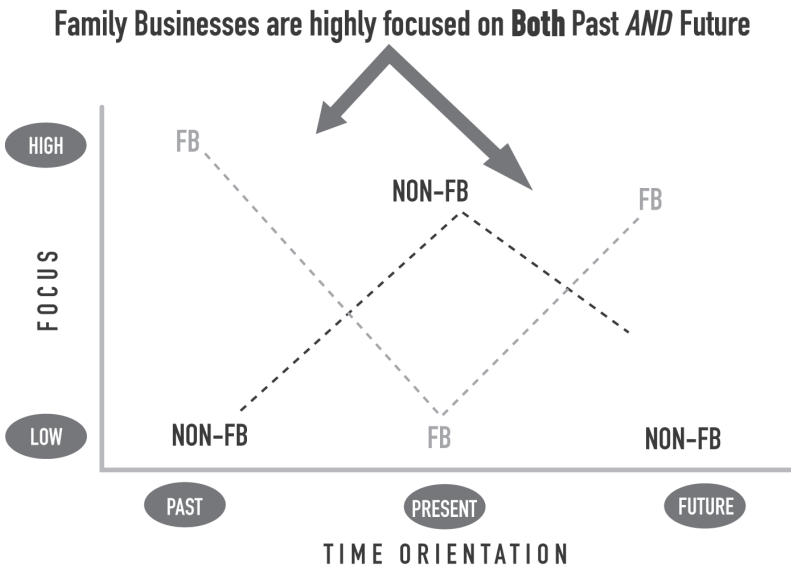 Family Businesses are highly focused on Both Past AND Future
HIGH
FB
NON-FB
FB
FOCUS
LOW
NON-FB
FB
NON-FB
PAST
PRESENT
FUTURE
TIME ORIENTATION